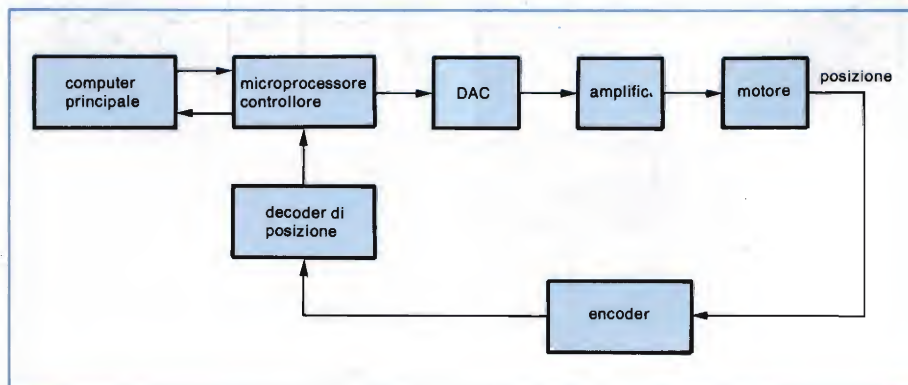 computer
principale
microprocessore
controllore
DAC
amplific.
motore
posizione
decoder di
posizione
encoder